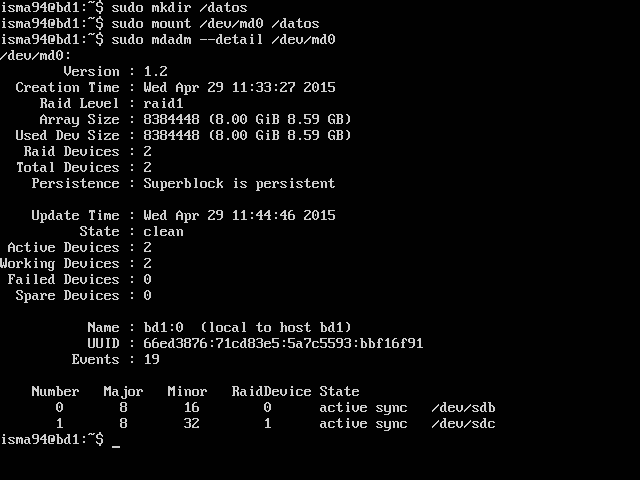 isma94@bd1:~$ sudo mkdir /datos
isma94@bd1:~$ sudo mount /dev/md0 /datos
isma94@bd1:~$ sudo mdadm --detail /dev/md0
/dev/md0:
        Version : 1.2
  Creation Time : Wed Apr 29 11:33:27 2015
     Raid Level : raid1
     Array Size : 8384448 (8.00 GiB 8.59 GB)
  Used Dev Size : 8384448 (8.00 GiB 8.59 GB)
   Raid Devices : 2
  Total Devices : 2
    Persistence : Superblock is persistent

    Update Time : Wed Apr 29 11:44:46 2015
          State : clean
 Active Devices : 2
Working Devices : 2
 Failed Devices : 0
  Spare Devices : 0

           Name : bd1:0  (local to host bd1)
           UUID : 66ed3876:71cd83e5:5a7c5593:bbf16f91
         Events : 19

    Number   Major   Minor   RaidDevice State
       0       8       16        0      active sync   /dev/sdb
       1       8       32        1      active sync   /dev/sdc
isma94@bd1:~$ _